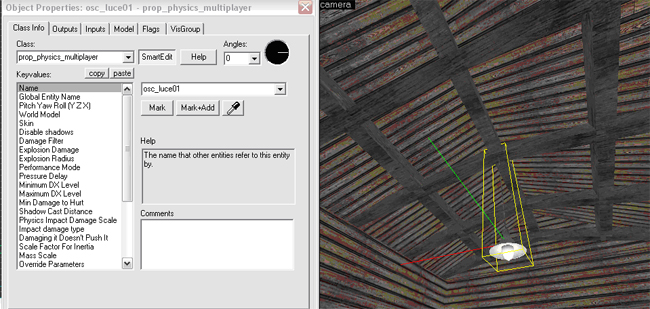 Object Properties: osc_luce01 - prop_physics_multiplayer
Class Info Outputs Inputs Model Flags VisGroup
Class:
prop_physics_multiplayer
SmartEdit
Help
Angles:
0
Keyvalues:
copy
paste
Name
Global Entity Name
Pitch Yaw Roll (Y Z X)
World Model
Skin
Disable shadows
Damage Filter
Explosion Damage
Explosion Radius
Performance Mode
Pressure Delay
Minimum DX Level
Maximum DX Level
Min Damage to Hurt
Shadow Cast Distance
Physics Impact Damage Scale
Impact damage type
Damaging it Doesn't Push It
Scale Factor For Inertia
Mass Scale
Override Parameters
osc_luce01
Mark
Mark+Add
Help
The name that other entities refer to this entity
by.
Comments
camera